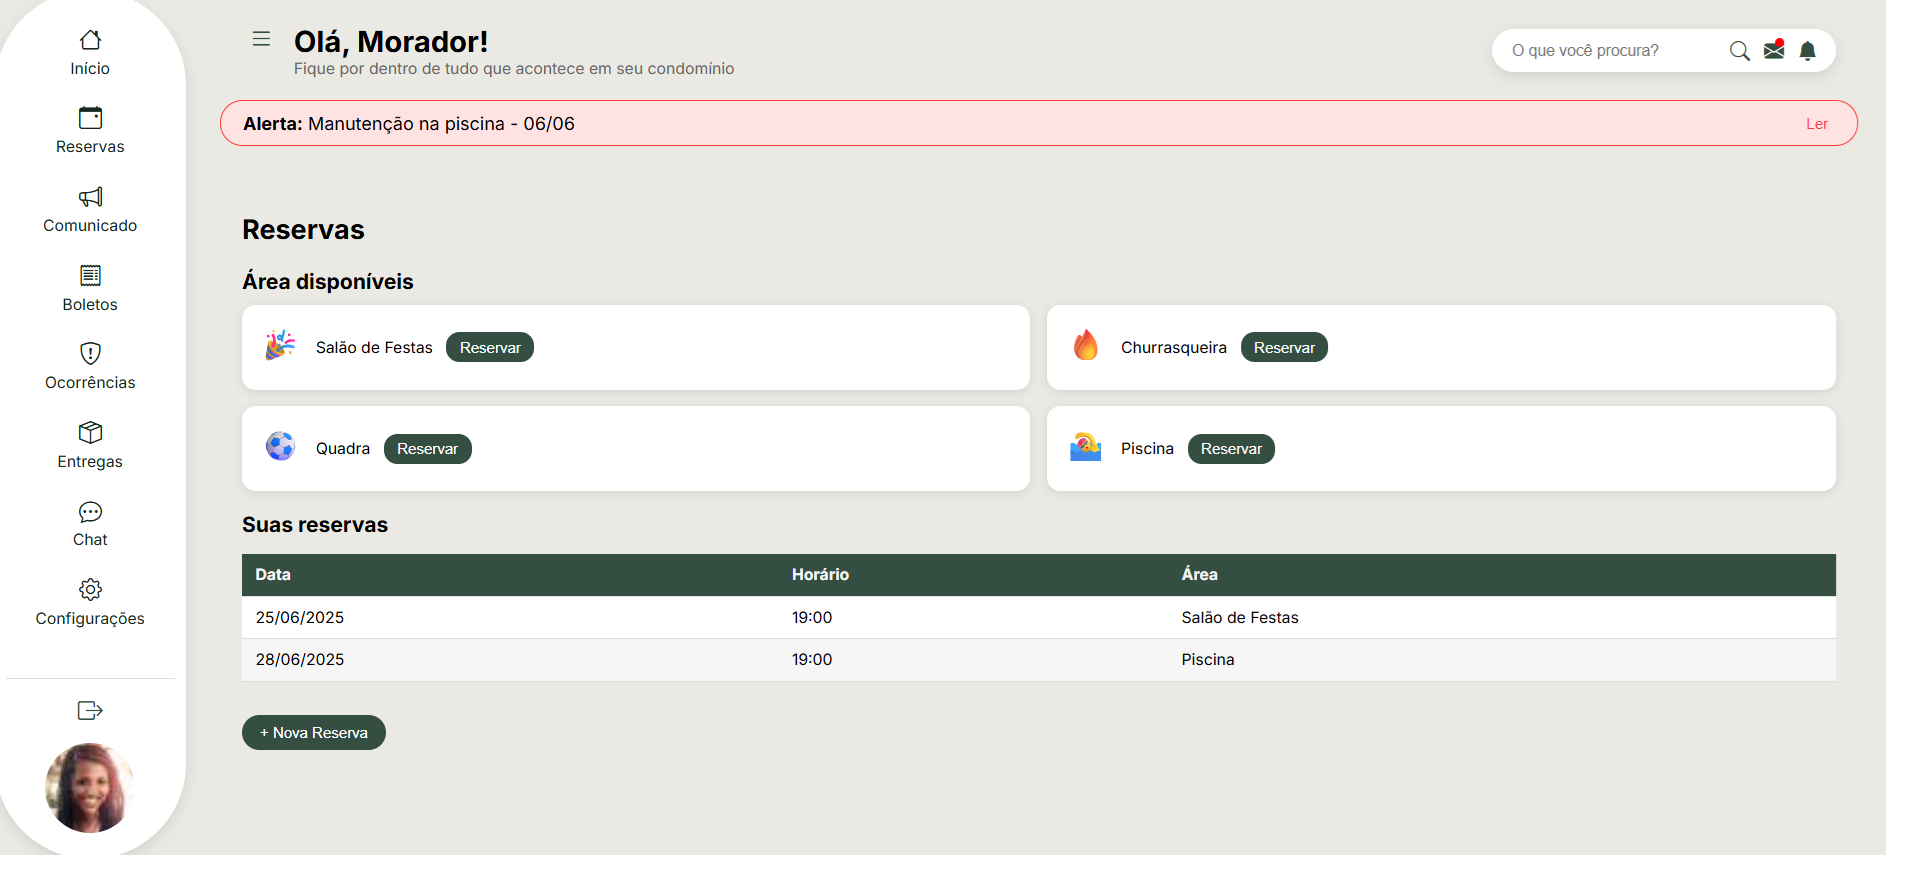 Início
Reservas
Comunicado
Boletos
Ocorrências
Entregas
Chat
Configurações
Olá, Morador!
Fique por dentro de tudo que acontece em seu condomínio
O que você procura?
Alerta: Manutenção na piscina - 06/06
Ler
Reservas
Área disponíveis
Salão de Festas Reservar
Churrasqueira Reservar
Quadra Reservar
Piscina Reservar
Suas reservas
Data Horário Área
25/06/2025 19:00 Salão de Festas
28/06/2025 19:00 Piscina
+ Nova Reserva